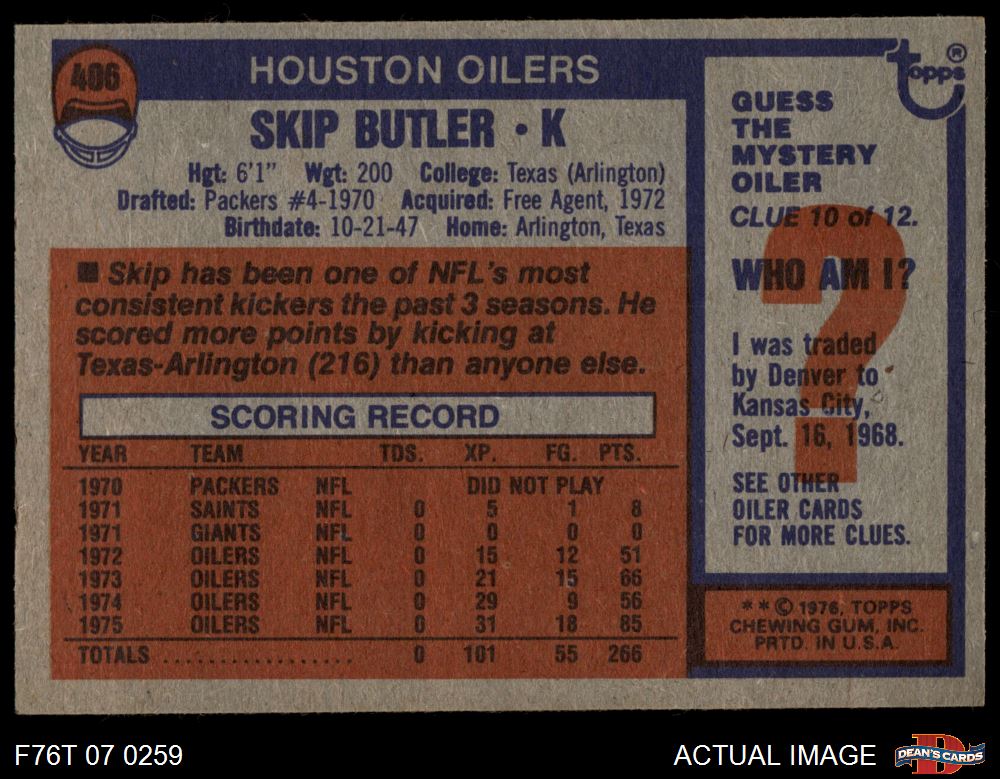 406
HOUSTON OILERS
SKIP BUTLER • K
Hgt: 6'1" Wgt: 200 College: Texas (Arlington)
Drafted: Packers #4-1970 Acquired: Free Agent, 1972
Birthdate: 10-21-47 Home: Arlington, Texas
■ Skip has been one of NFL's most
consistent kickers the past 3 seasons. He
scored more points by kicking at
Texas-Arlington (216) than anyone else.
SCORING RECORD
YEAR TEAM TDS. XP. FG. PTS.
1970 PACKERS NFL DID NOT PLAY
1971 SAINTS NFL 0 5 1 8
1971 GIANTS NFL 0 0 0 0
1972 OILERS NFL 0 15 12 51
1973 OILERS NFL 0 21 15 66
1974 OILERS NFL 0 29 9 56
1975 OILERS NFL 0 31 18 85
TOTALS .................. 0 101 55 266
topps ®
GUESS
THE
MYSTERY
OILER
CLUE 10 of 12.
WHO AM I?
?
I was traded
by Denver to
Kansas City,
Sept. 16, 1968.
SEE OTHER
OILER CARDS
FOR MORE CLUES.
* * © 1976, TOPPS
CHEWING GUM, INC.
PRTD. IN U.S.A.
F76T 07 0259
ACTUAL IMAGE
D
DEAN'S CARDS